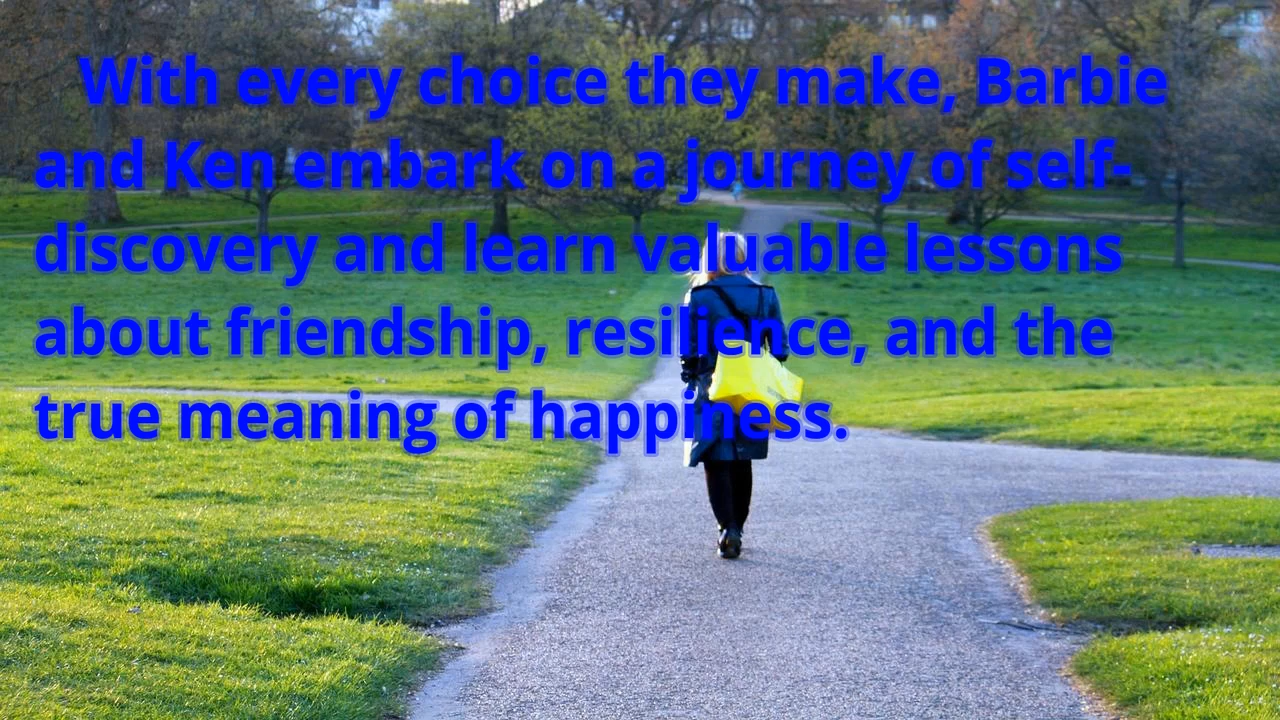 With every choice they make, Barbie
and Ken embark on a journey of self-
discovery and learn valuable lessons
about friendship, resilience, and the
true meaning of happiness.